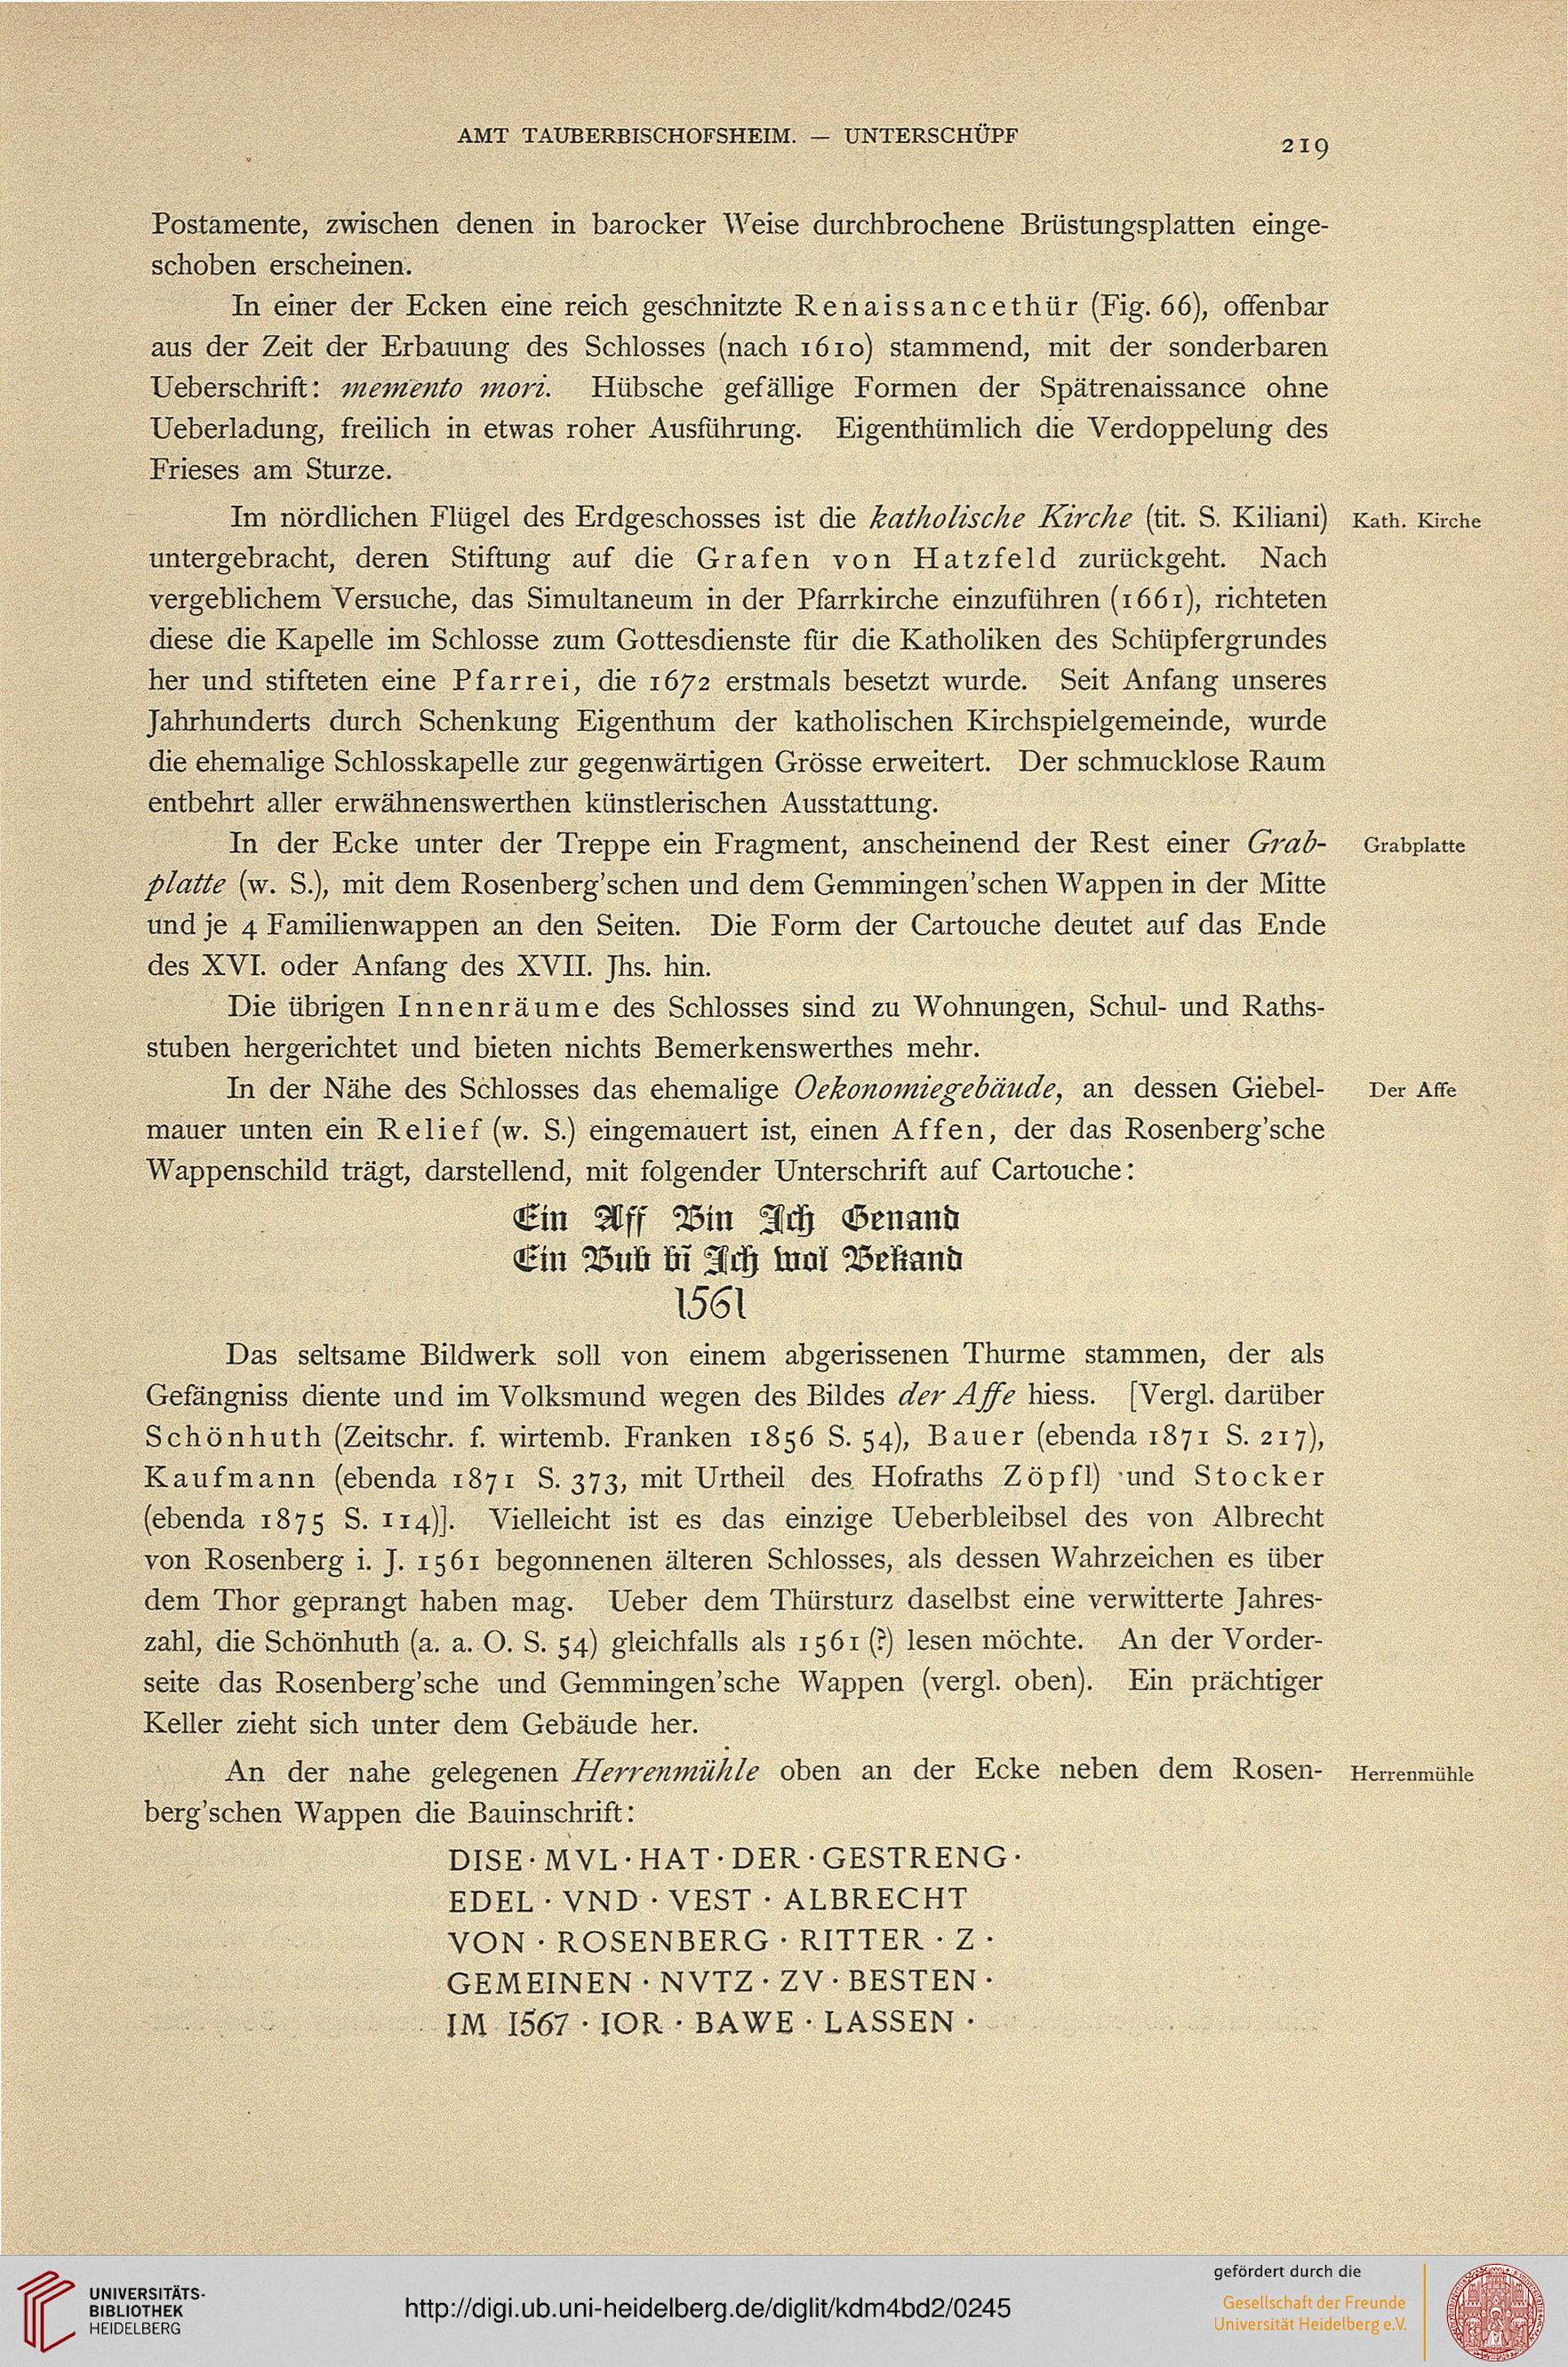 AMT TAUBERBISCHOFSHEIM. — UNTERSCHÜPF
219
Postamente, zwischen denen in barocker Weise durchbrochene Brüstungsplatten einge-
schoben erscheinen.
In einer der Ecken eine reich geschnitzte Renaissancethür (Fig. 66), offenbar
aus der Zeit der Erbauung des Schlosses (nach 1610) stammend, mit der sonderbaren
Ueberschrift: memento mori. Hübsche gefällige Formen der Spätrenaissance ohne
Ueberladung, freilich in etwas roher Ausführung. Eigenthümlich die Verdoppelung des
Frieses am Sturze.
Im nördlichen Flügel des Erdgeschosses ist die katholische Kirche (tit. S. Kiliani)
Kath. Kirche
untergebracht, deren Stiftung auf die Grafen von Hatzfeld zurückgeht. Nach
vergeblichem Versuche, das Simultaneum in der Pfarrkirche einzuführen (1661), richteten
diese die Kapelle im Schlosse zum Gottesdienste für die Katholiken des Schüpfergrundes
her und stifteten eine Pfarrei, die 1672 erstmals besetzt wurde. Seit Anfang unseres
Jahrhunderts durch Schenkung Eigenthum der katholischen Kirchspielgemeinde, wurde
die ehemalige Schlosskapelle zur gegenwärtigen Grösse erweitert. Der schmucklose Raum
entbehrt aller erwähnenswerthen künstlerischen Ausstattung.
In der Ecke unter der Treppe ein Fragment, anscheinend der Rest einer Grab-
Grabplatte
platte (w. S.), mit dem Rosenberg'schen und dem Gemmingen'schen Wappen in der Mitte
und je 4 Familienwappen an den Seiten. Die Form der Cartouche deutet auf das Ende
des XVI. oder Anfang des XVII. Jhs. hin.
Die übrigen Innenräume des Schlosses sind zu Wohnungen, Schul- und Raths-
stuben hergerichtet und bieten nichts Bemerkenswerthes mehr.
In der Nähe des Schlosses das ehemalige Oekonomiegebäude, an dessen Giebel-
Der Affe
mauer unten ein Relief (w. S.) eingemauert ist, einen Affen, der das Rosenberg'sche
Wappenschild trägt, darstellend, mit folgender Unterschrift auf Cartouche:
Ein Aff Bin Ich Genand
Ein Bub bī Ich wol Bekand
1561
Das seltsame Bildwerk soll von einem abgerissenen Thurme stammen, der als
Gefängniss diente und im Volksmund wegen des Bildes der Affe hiess. [Vergl. darüber
Schönhuth (Zeitschr. f. wirtemb. Franken 1856 S. 54), Bauer (ebenda 1871 S. 217),
Kaufmann (ebenda 1871 S. 373, mit Urtheil des Hofraths Zöpfl) und Stocker
(ebenda 1875 S. 114)]. Vielleicht ist es das einzige Ueberbleibsel des von Albrecht
von Rosenberg i. J. 1561 begonnenen älteren Schlosses, als dessen Wahrzeichen es über
dem Thor geprangt haben mag. Ueber dem Thürsturz daselbst eine verwitterte Jahres-
zahl, die Schönhuth (a. a. O. S. 54) gleichfalls als 1561 (?) lesen möchte. An der Vorder-
seite das Rosenberg'sche und Gemmingen'sche Wappen (vergl. oben). Ein prächtiger
Keller zieht sich unter dem Gebäude her.
An der nahe gelegenen Herrenmühle oben an der Ecke neben dem Rosen-
Herrenmühle
berg'schen Wappen die Bauinschrift:
DISE · MVL · HAT · DER · GESTRENG ·
EDEL · VND · VEST · ALBRECHT
VON · ROSENBERG · RITTER · Z ·
GEMEINEN · NVTZ · ZV · BESTEN ·
IM 1567 · IOR · BAWE · LASSEN ·
UNIVERSITÄTS-
BIBLIOTHEK
HEIDELBERG
http://digi.ub.uni-heidelberg.de/diglit/kdm4bd2/0245
gefördert durch die
Gesellschaft der Freunde
Universität Heidelberg e.V.